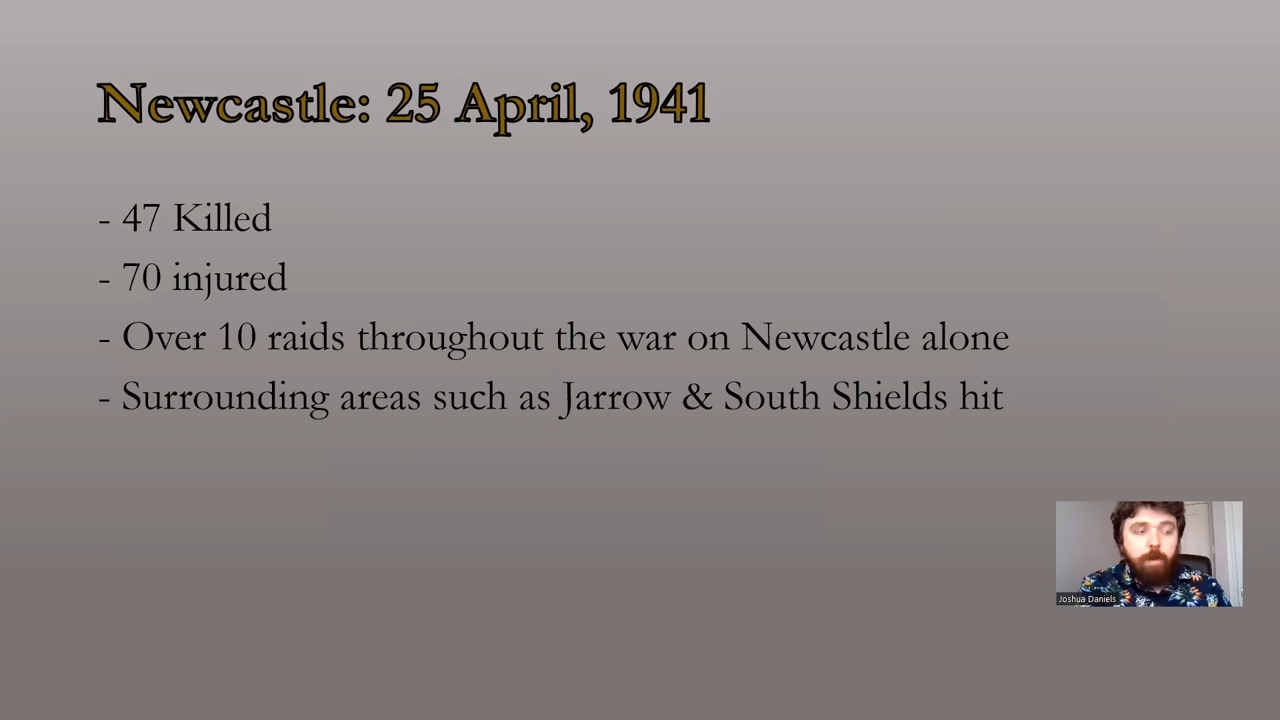 Newcastle: 25 April, 1941
- 47 Killed
- 70 injured
- Over 10 raids throughout the war on Newcastle alone
- Surrounding areas such as Jarrow & South Shields hit
Joshua Daniels